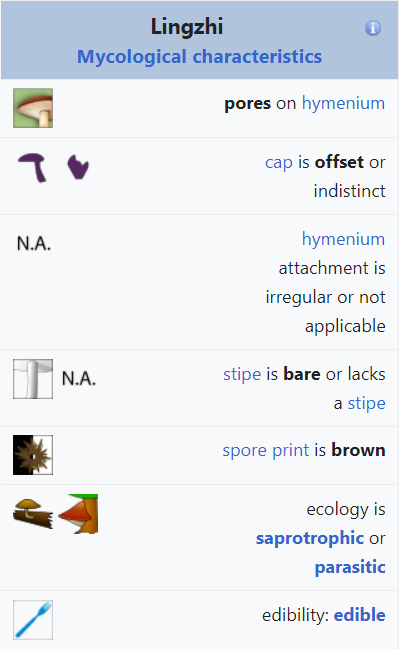 Lingzhi
Mycological characteristics
pores on hymenium
cap is offset or
indistinct
N.A.
hymenium
attachment is
irregular or not
applicable
N.A.
stipe is bare or lacks
a stipe
spore print is brown
ecology is
saprotrophic or
parasitic
edibility: edible